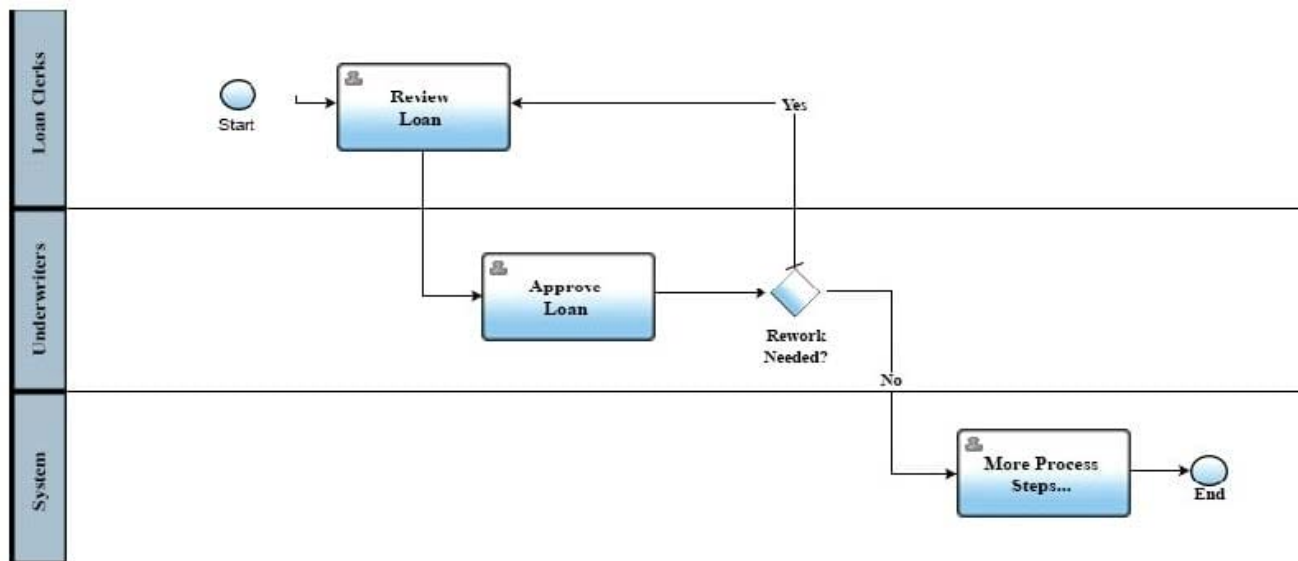 Loan Clerks
Start
Review
Loan
Yes
Underwriters
Approve
Loan
Rework
Needed?
No
System
More Process
Steps...
End